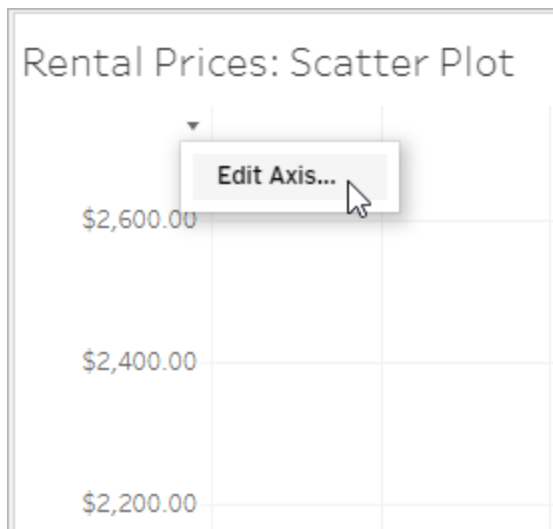 Rental Prices: Scatter Plot
Edit Axis...
$2,600.00
$2,400.00
$2,200.00